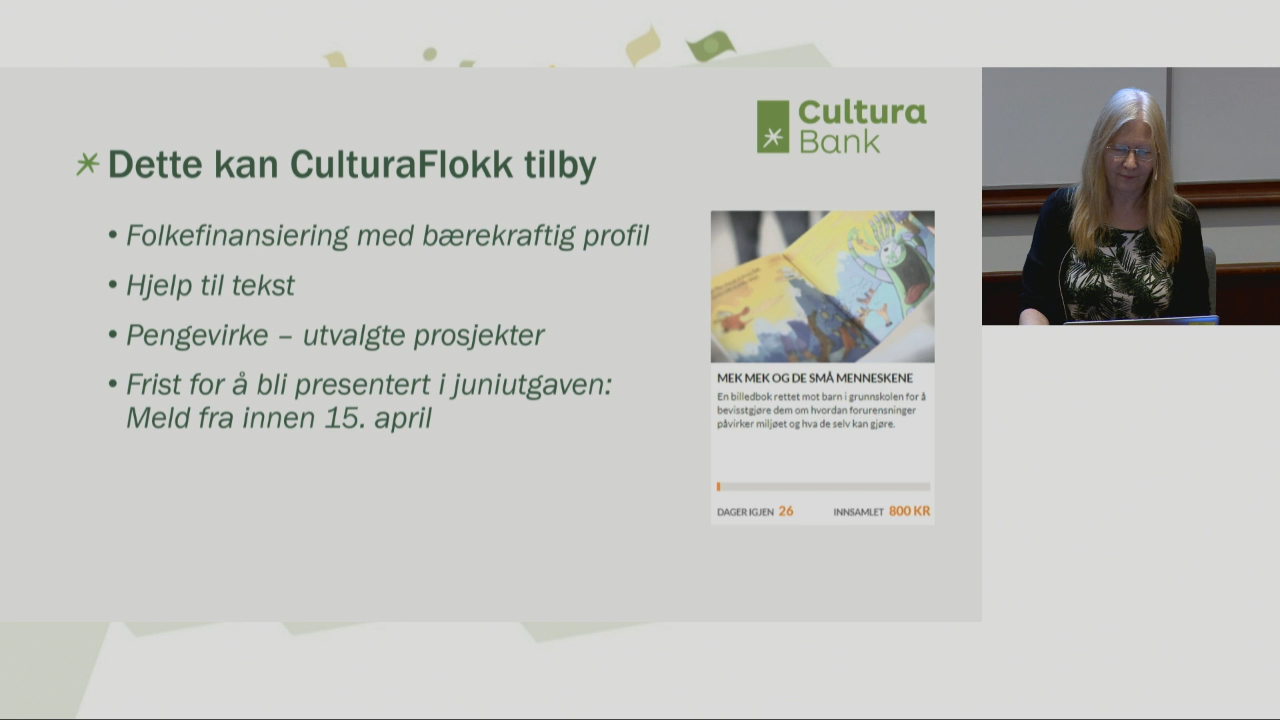 Cultura
Bank
Dette kan CulturaFlokk tilby
• Folkefinansiering med bærekraftig profil
• Hjelp til tekst
• Pengevirke – utvalgte prosjekter
• Frist for å bli presentert i juniutgaven:
Meld fra innen 15. april
MEK MEK OG DE SMÅ MENNESKENE
En billedbok rettet mot barn i grunnskolen for å
bevisstgjøre dem om hvordan forurensninger
påvirker miljøet og hva de selv kan gjøre.
DAGER IGJEN 26 INNSAMLET 800 KR